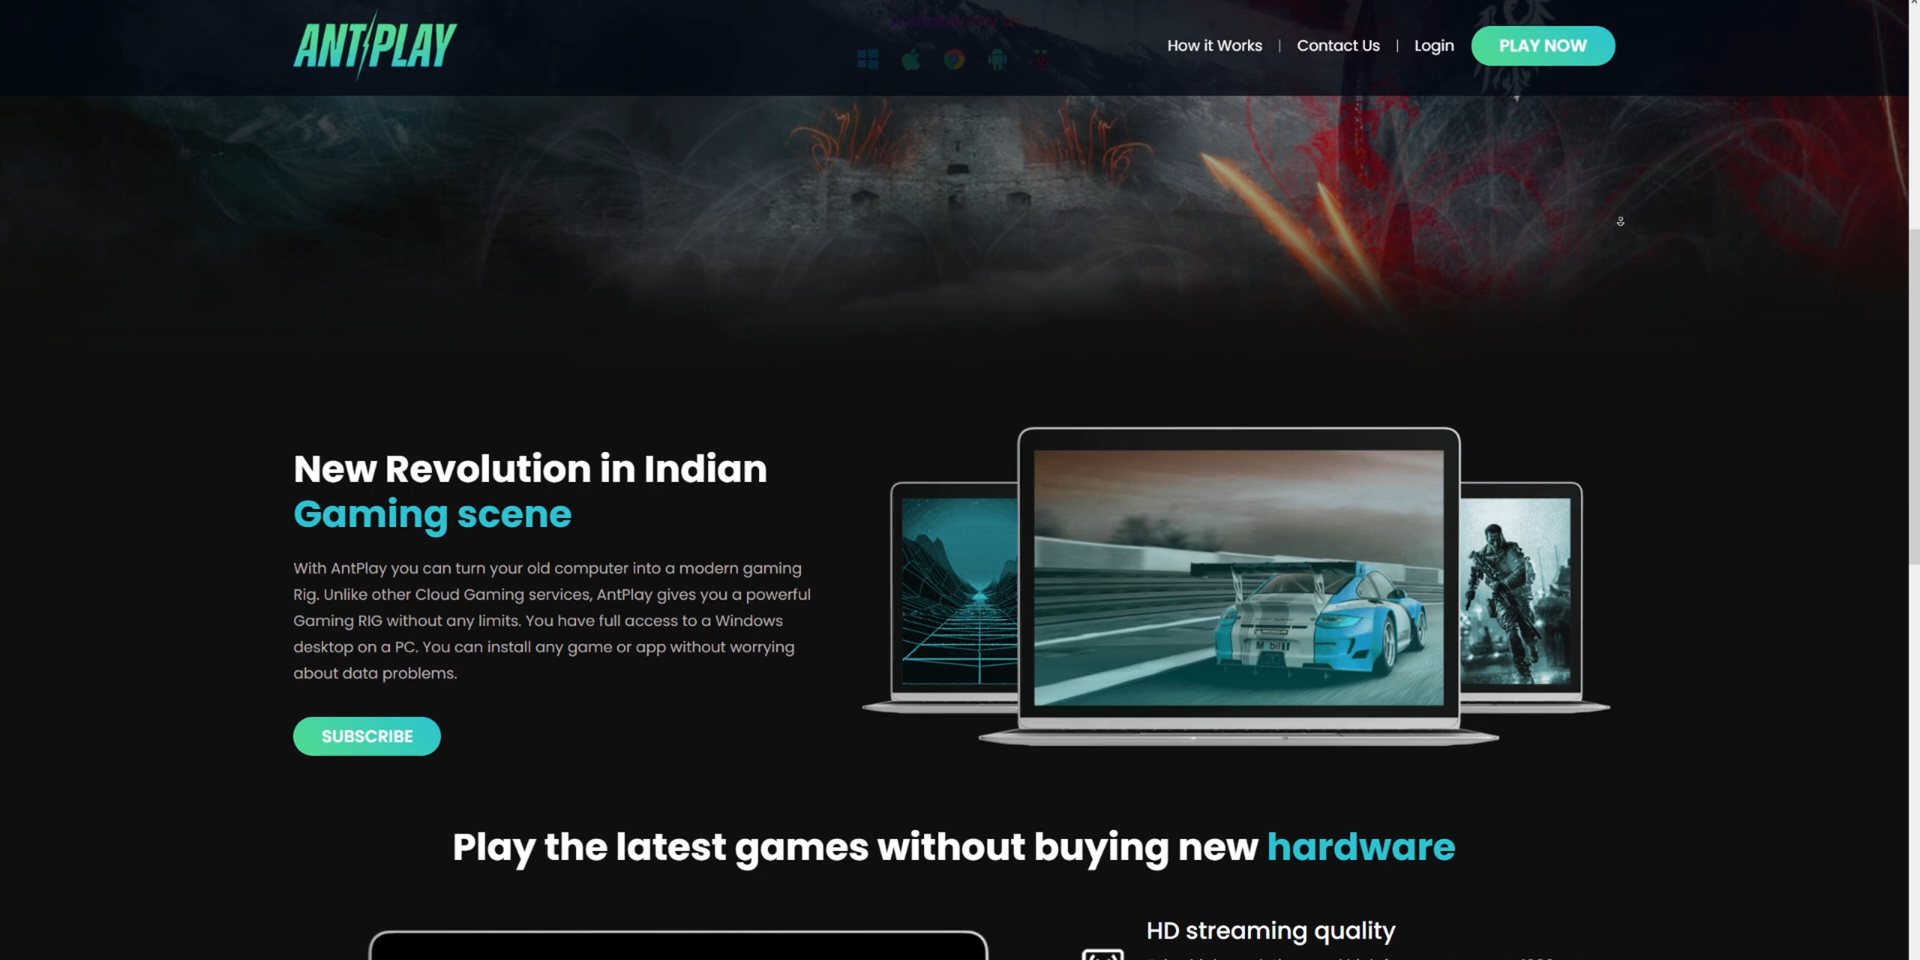 ANTPLAY
How it Works | Contact Us | Login PLAY NOW
New Revolution in Indian
Gaming scene
With AntPlay you can turn your old computer into a modern gaming
Rig. Unlike other Cloud Gaming services, AntPlay gives you a powerful
Gaming RIG without any limits. You have full access to a Windows
desktop on a PC. You can install any game or app without worrying
about data problems.
SUBSCRIBE
Mobil 1
Play the latest games without buying new hardware
HD streaming quality